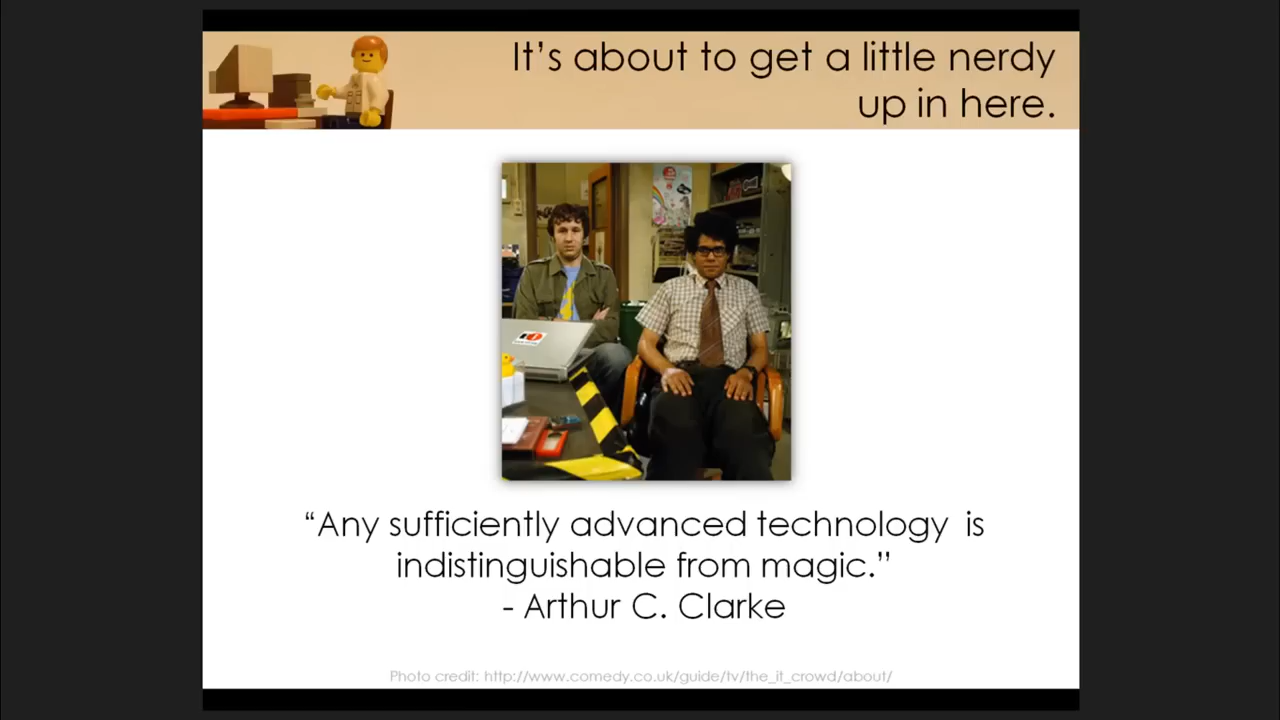 It's about to get a little nerdy
up in here.
“Any sufficiently advanced technology is
indistinguishable from magic.”
- Arthur C. Clarke
Photo credit: http://www.comedy.co.uk/guide/tv/the_it_crowd/about/